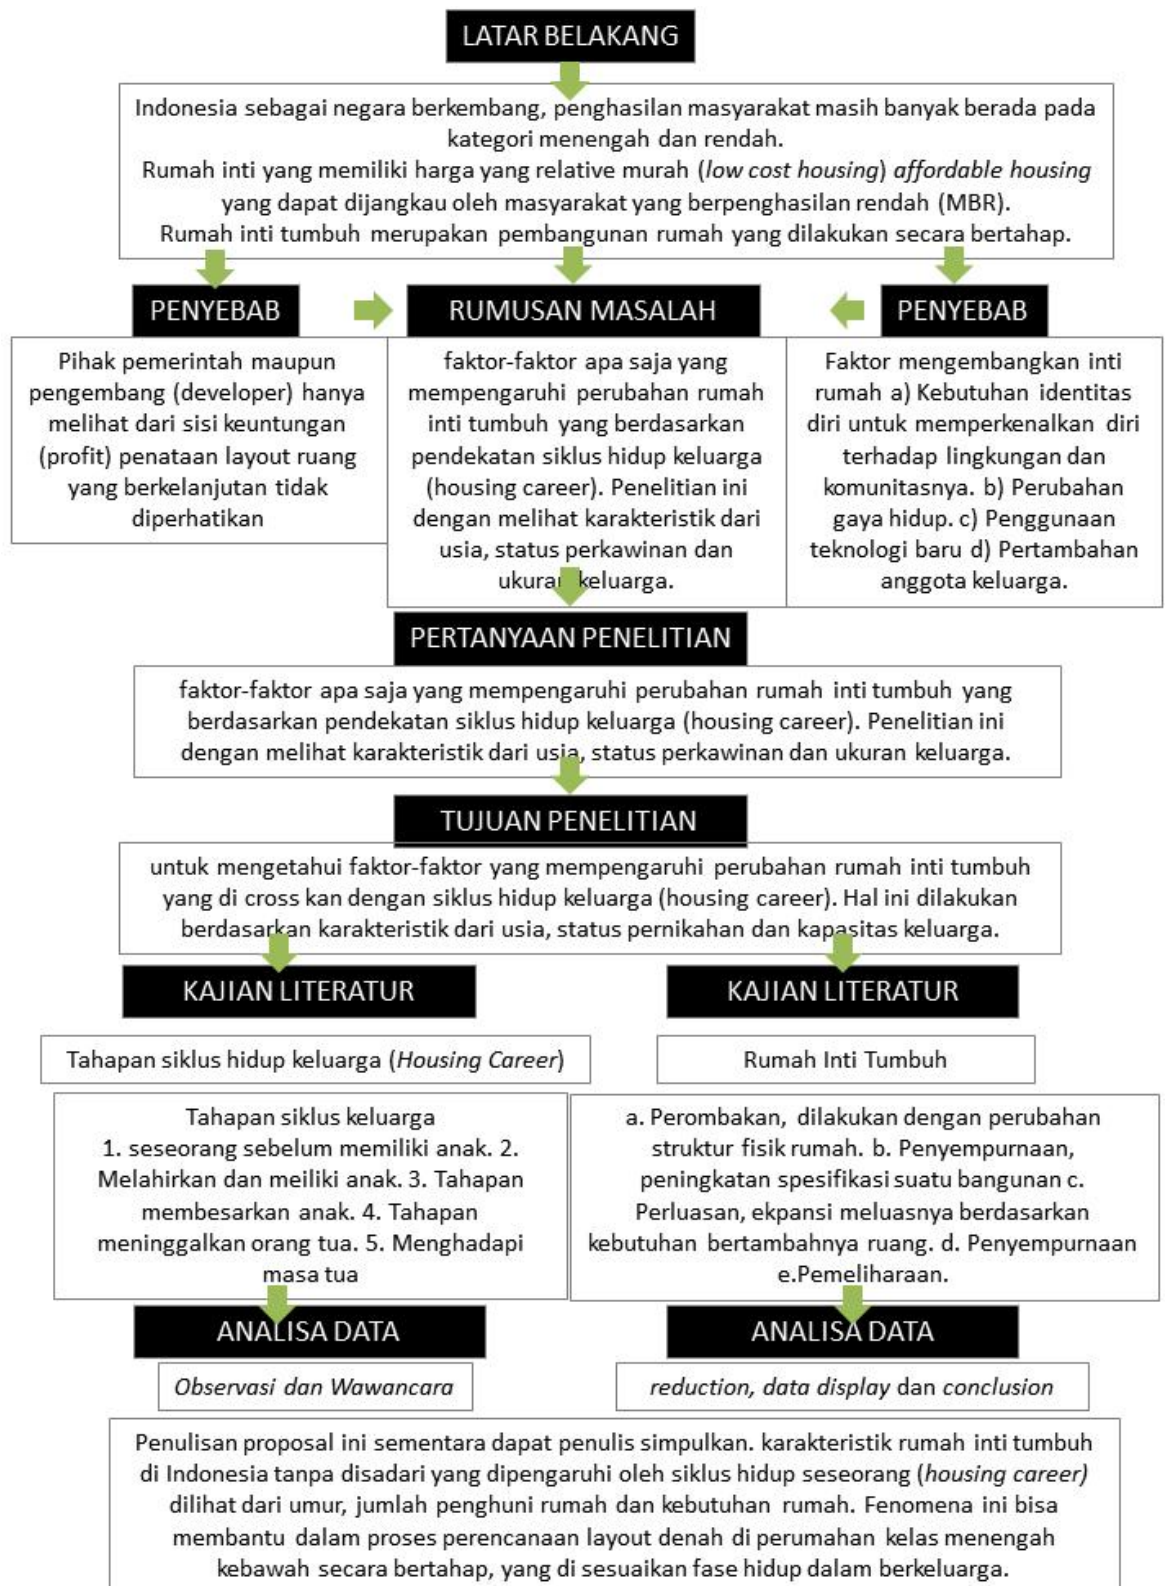 LATAR BELAKANG
Indonesia sebagai negara berkembang, penghasilan masyarakat masih banyak berada pada
kategori menengah dan rendah.
Rumah inti yang memiliki harga yang relative murah (low cost housing) affordable housing
yang dapat dijangkau oleh masyarakat yang berpenghasilan rendah (MBR).
Rumah inti tumbuh merupakan pembangunan rumah yang dilakukan secara bertahap.
PENYEBAB
Pihak pemerintah maupun
pengembang (developer) hanya
melihat dari sisi keuntungan
(profit) penataan layout ruang
yang berkelanjutan tidak
diperhatikan
RUMUSAN MASALAH
faktor-faktor apa saja yang
mempengaruhi perubahan rumah
inti tumbuh yang berdasarkan
pendekatan siklus hidup keluarga
(housing career). Penelitian ini
dengan melihat karakteristik dari
usia, status perkawinan dan
ukuran keluarga.
PENYEBAB
Faktor mengembangkan inti
rumah a) Kebutuhan identitas
diri untuk memperkenalkan diri
terhadap lingkungan dan
komunitasnya. b) Perubahan
gaya hidup. c) Penggunaan
teknologi baru d) Pertambahan
anggota keluarga.
PERTANYAAN PENELITIAN
faktor-faktor apa saja yang mempengaruhi perubahan rumah inti tumbuh yang
berdasarkan pendekatan siklus hidup keluarga (housing career). Penelitian ini
dengan melihat karakteristik dari usia, status perkawinan dan ukuran keluarga.
TUJUAN PENELITIAN
untuk mengetahui faktor-faktor yang mempengaruhi perubahan rumah inti tumbuh
yang di cross kan dengan siklus hidup keluarga (housing career). Hal ini dilakukan
berdasarkan karakteristik dari usia, status pernikahan dan kapasitas keluarga.
KAJIAN LITERATUR
Tahapan siklus hidup keluarga (Housing Career)
Tahapan siklus keluarga
1. seseorang sebelum memiliki anak. 2.
Melahirkan dan meiliki anak. 3. Tahapan
membesarkan anak. 4. Tahapan
meninggalkan orang tua. 5. Menghadapi
masa tua
KAJIAN LITERATUR
Rumah Inti Tumbuh
a. Perombakan, dilakukan dengan perubahan
struktur fisik rumah. b. Penyempurnaan,
peningkatan spesifikasi suatu bangunan c.
Perluasan, ekpansi meluasnya berdasarkan
kebutuhan bertambahnya ruang. d. Penyempurnaan
e.Pemeliharaan.
ANALISA DATA
Observasi dan Wawancara
ANALISA DATA
reduction, data display dan conclusion
Penulisan proposal ini sementara dapat penulis simpulkan. karakteristik rumah inti tumbuh
di Indonesia tanpa disadari yang dipengaruhi oleh siklus hidup seseorang (housing career)
dilihat dari umur, jumlah penghuni rumah dan kebutuhan rumah. Fenomena ini bisa
membantu dalam proses perencanaan layout denah di perumahan kelas menengah
kebawah secara bertahap, yang di sesuaikan fase hidup dalam berkeluarga.